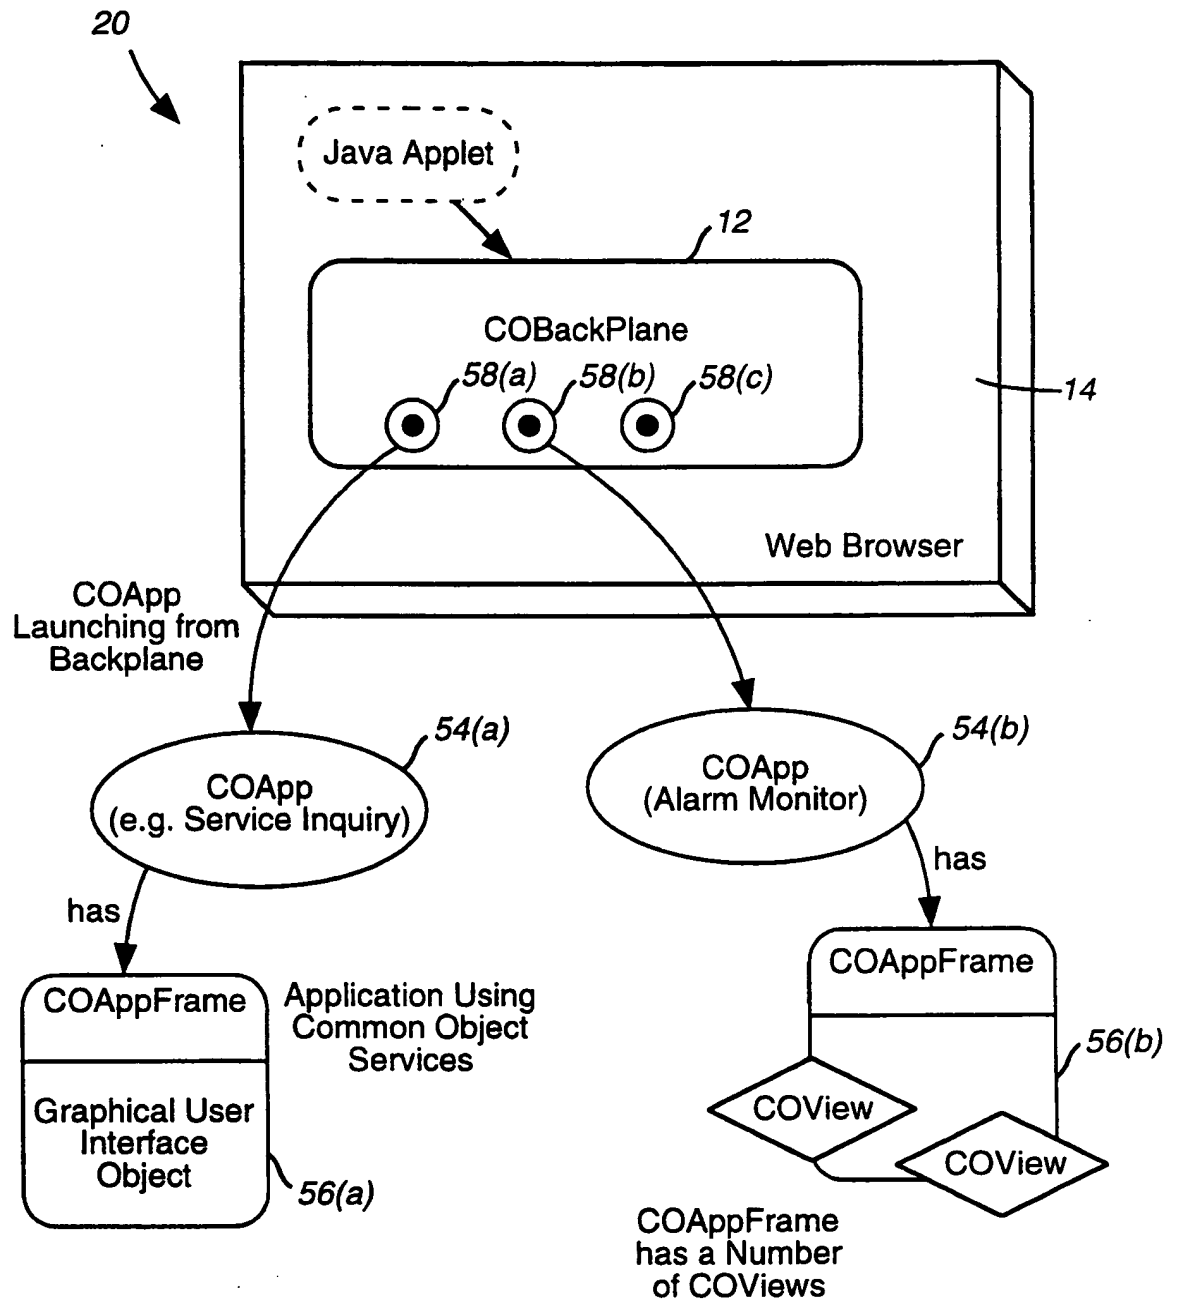 20
Java Applet
12
COBackPlane
58(a)
58(b)
58(c)
14
Web Browser
COApp
Launching from
Backplane
54(a)
COApp
(e.g. Service Inquiry)
54(b)
COApp
(Alarm Monitor)
has
has
COAppFrame
Application Using
Common Object
Services
Graphical User
Interface
Object
56(a)
COAppFrame
56(b)
COView
COView
COAppFrame
has a Number
of COViews